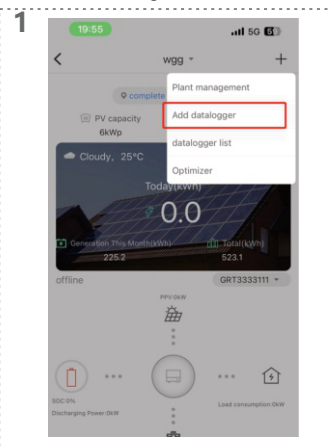 1
19:55
5G 60
wgg
+
Plant management
complete
Add datalogger
PV capacity
6kWp
datalogger list
Cloudy, 25°C
Optimizer
Today(kWh)
0.0
Generation This Month(kWh) Total(kWh)
225.2 523.1
offline GRT3333111
PPV:0kW
SOC:0% Load consumption:0kW
Discharging Power:0kW